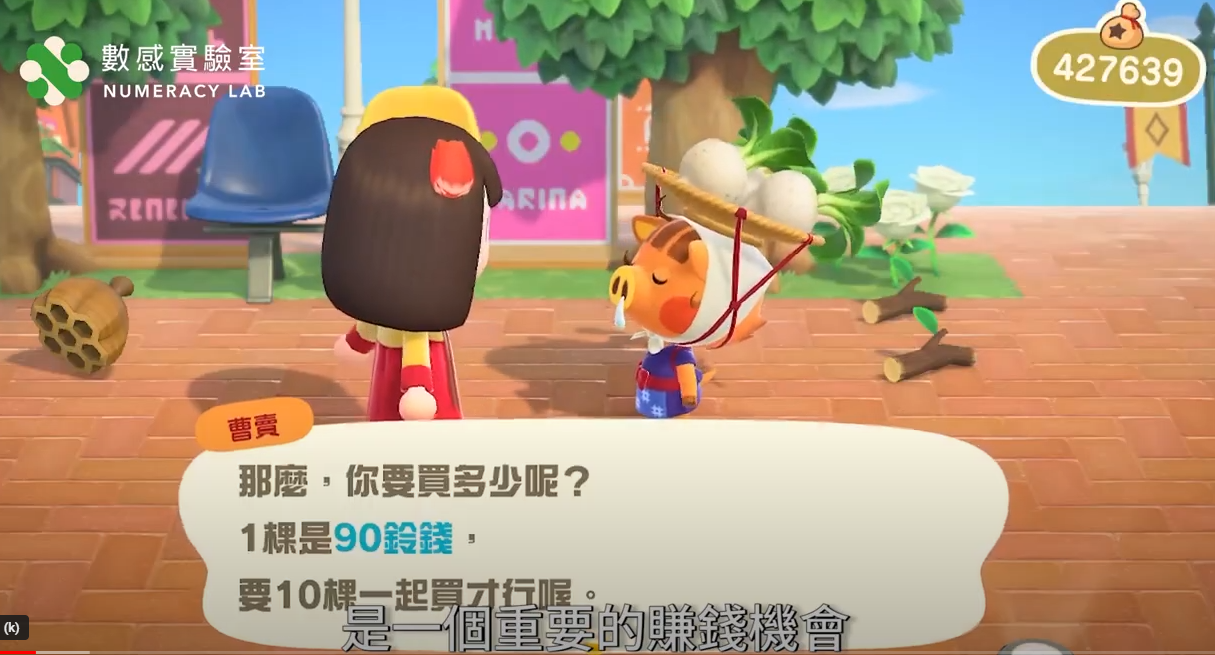 數感實驗室
NUMERACY LAB
427639
曹賣
那麼，你要買多少呢？
1棵是90鈴錢，
要10棵一起買才行喔。
是一個重要的賺錢機會
(k)